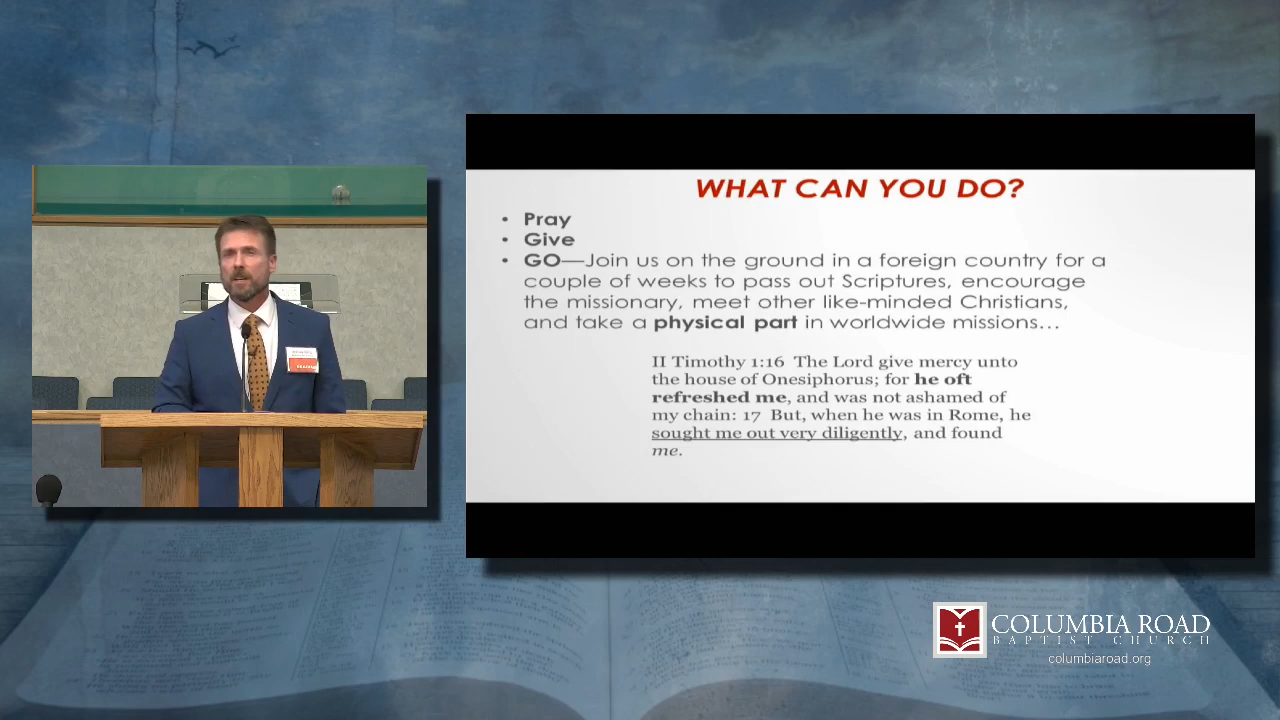 WHAT CAN YOU DO?
• Pray
• Give
• GO—Join us on the ground in a foreign country for a
couple of weeks to pass out Scriptures, encourage
the missionary, meet other like-minded Christians,
and take a physical part in worldwide missions…
II Timothy 1:16 The Lord give mercy unto
the house of Onesiphorus; for he oft
refreshed me, and was not ashamed of
my chain: 17 But, when he was in Rome, he
sought me out very diligently, and found
me.
COLUMBIA ROAD
BAPTIST CHURCH
columbiaroad.org